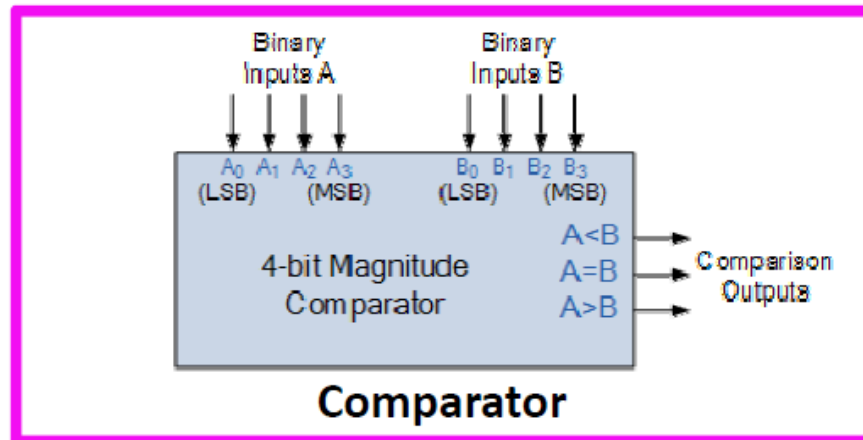 Binary
Inputs A
Binary
Inputs B
A₀ A₁ A₂ A₃
B₀ B₁ B₂ B₃
(LSB) (MSB)
(LSB) (MSB)
A<B
4-bit Magnitude
Comparator
A=B
A>B
Comparison
Outputs
Comparator